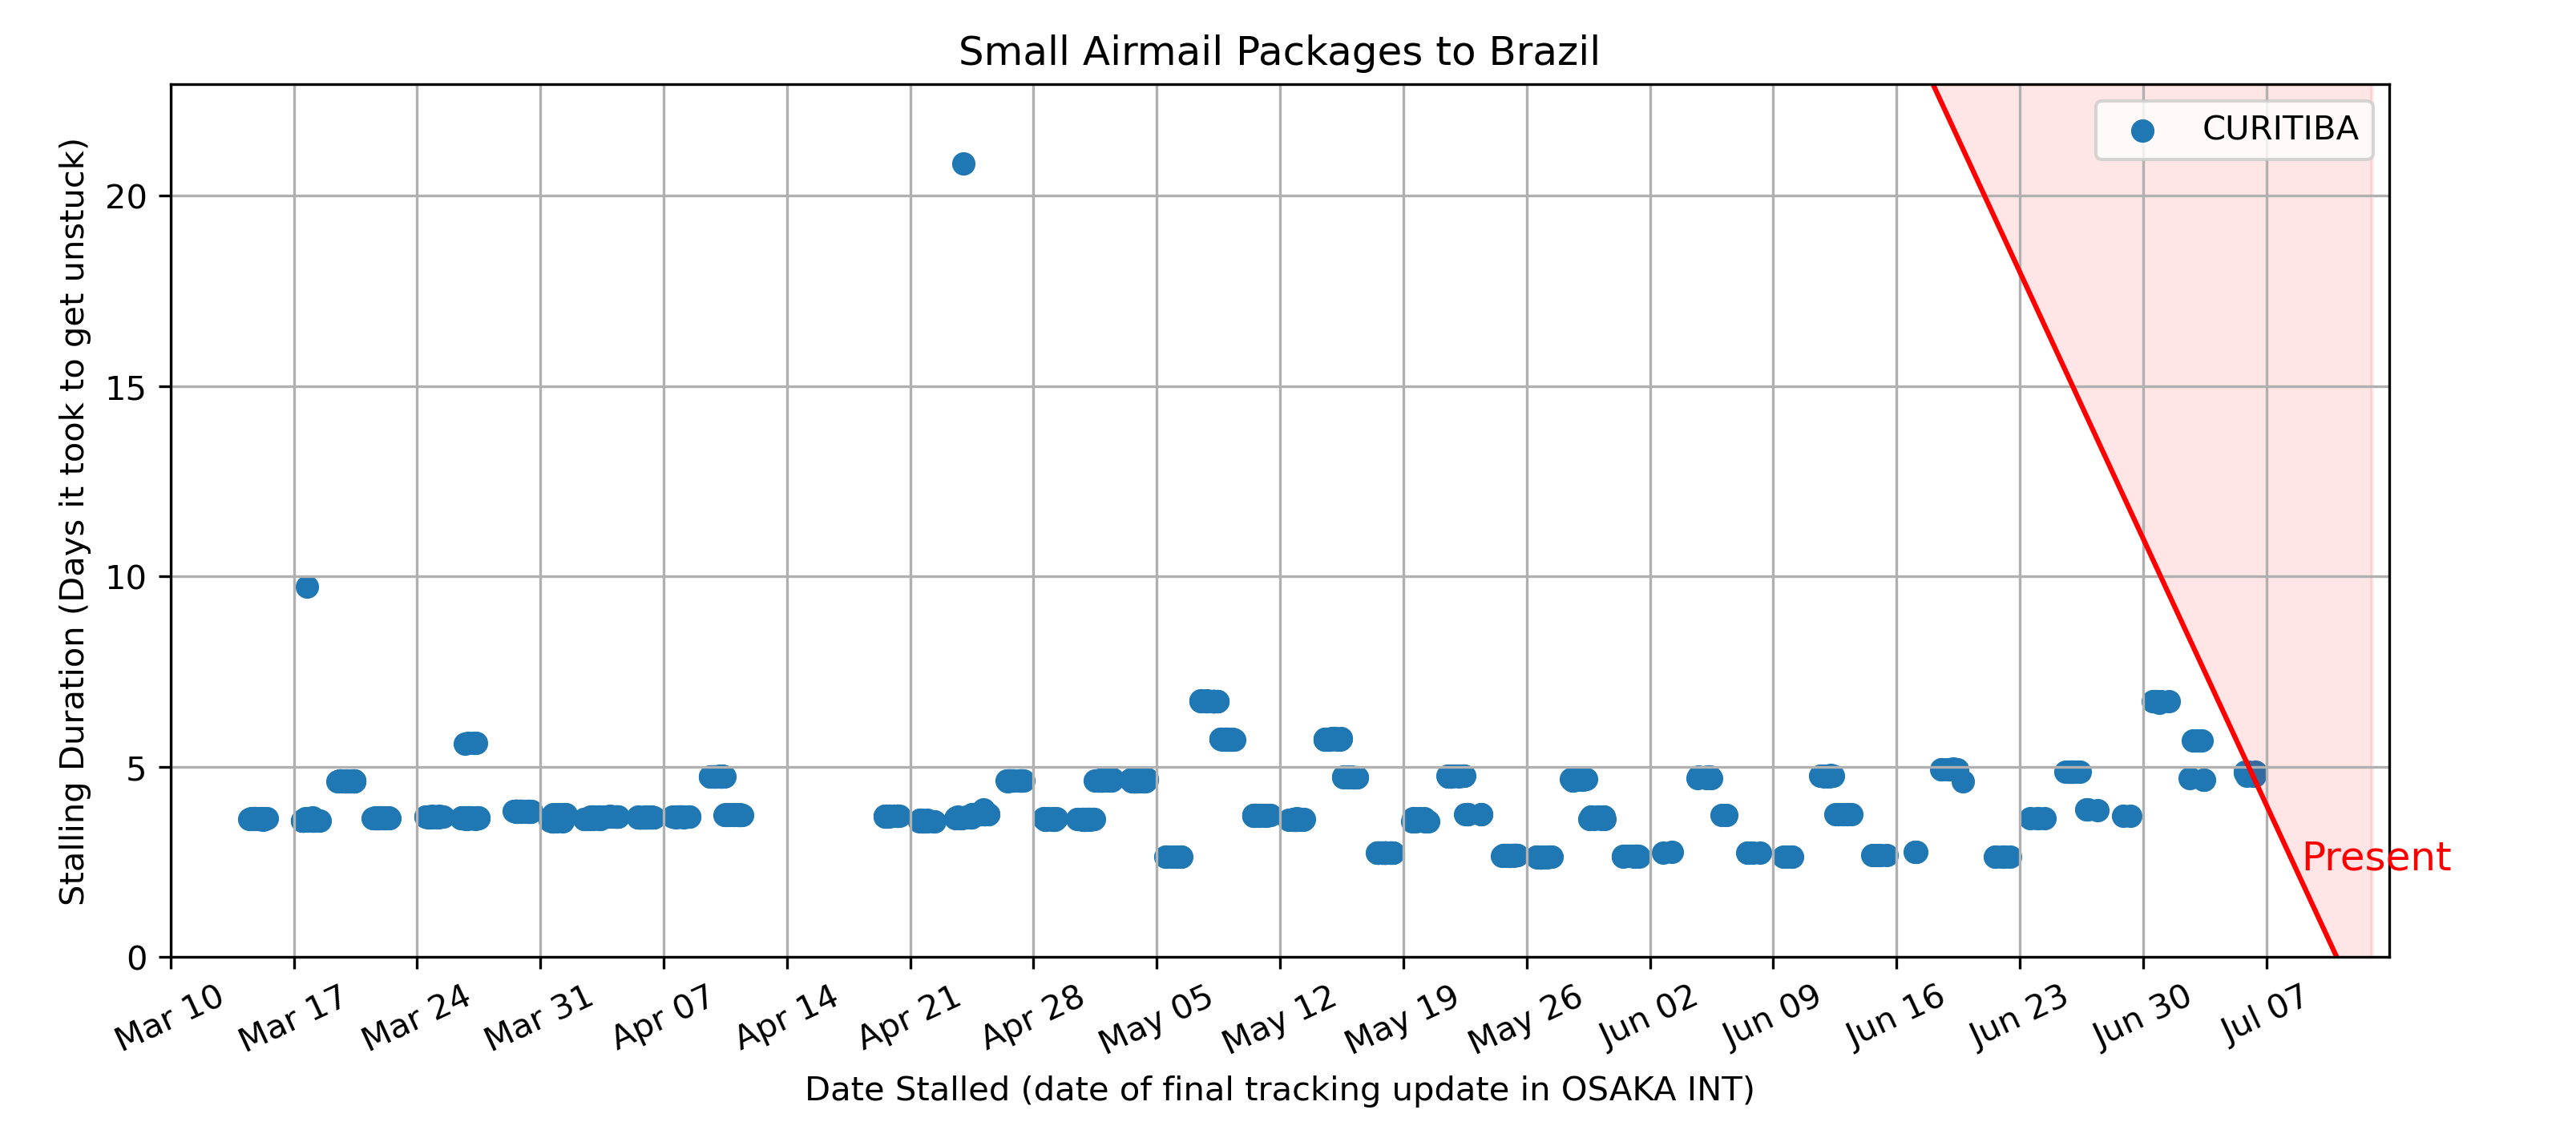 Small Airmail Packages to Brazil
CURITIBA
Stalling Duration (Days it took to get unstuck)
20
15
10
5
0
Present
Mar 10
Mar 17
Mar 24
Mar 31
Apr 07
Apr 14
Apr 21
Apr 28
May 05
May 12
May 19
May 26
Jun 02
Jun 09
Jun 16
Jun 23
Jun 30
Jul 07
Date Stalled (date of final tracking update in OSAKA INT)